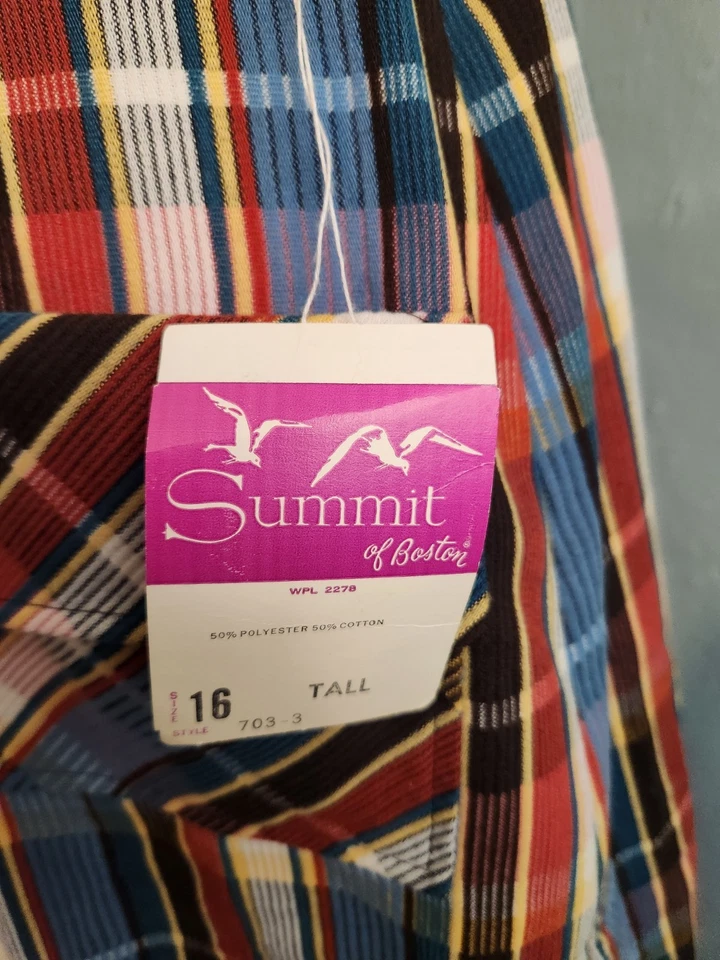 Summit
of Boston®
WPL 2278
50% POLYESTER 50% COTTON
TALL
SIZE 16
STYLE 703-3